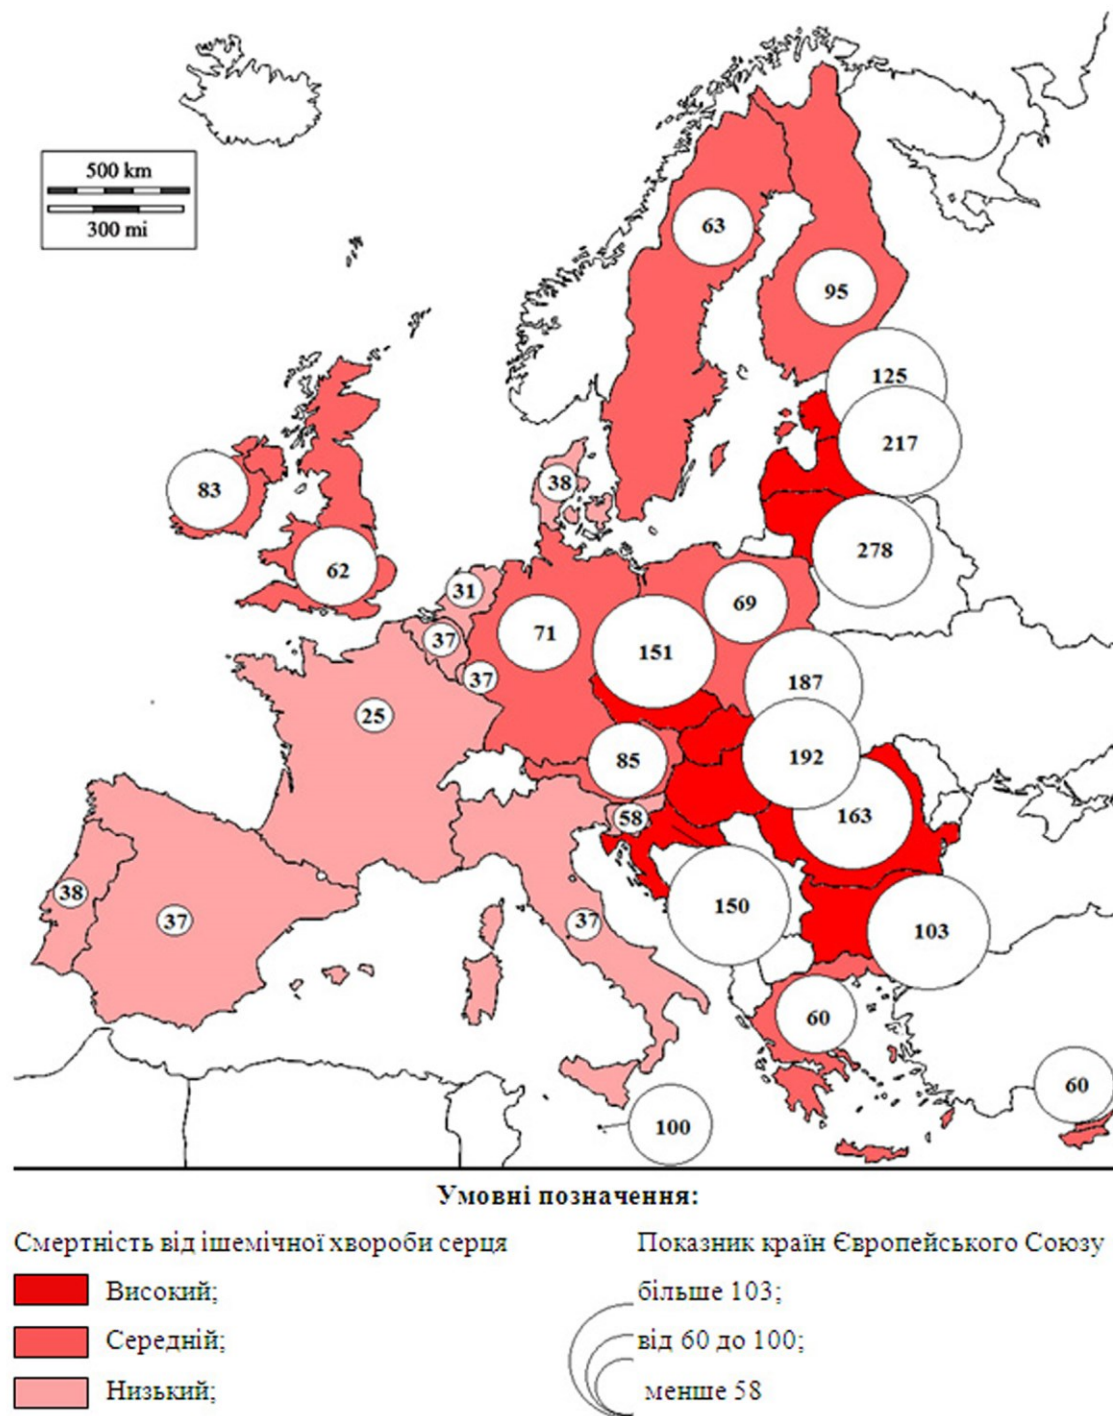 500 km
300 mi
63
95
125
217
83
38
278
62
31
69
37
71
151
37
187
25
85
192
58
163
38
37
37
150
103
60
60
100
Умовні позначення:
Смертність від ішемічної хвороби серця
Високий;
Середній;
Низький;
Показник країн Європейського Союзу
більше 103;
від 60 до 100;
менше 58